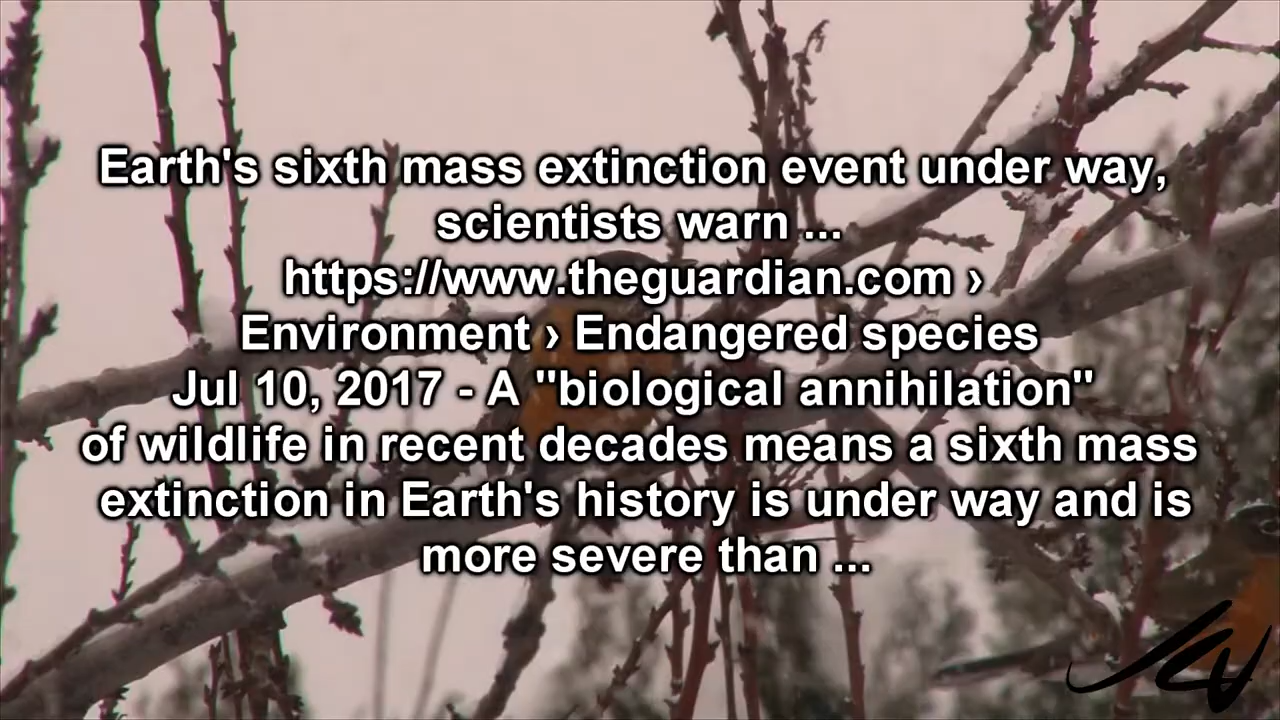 Earth's sixth mass extinction event under way,
scientists warn ...
https://www.theguardian.com ›
Environment › Endangered species
Jul 10, 2017 - A "biological annihilation"
of wildlife in recent decades means a sixth mass
extinction in Earth's history is under way and is
more severe than ...